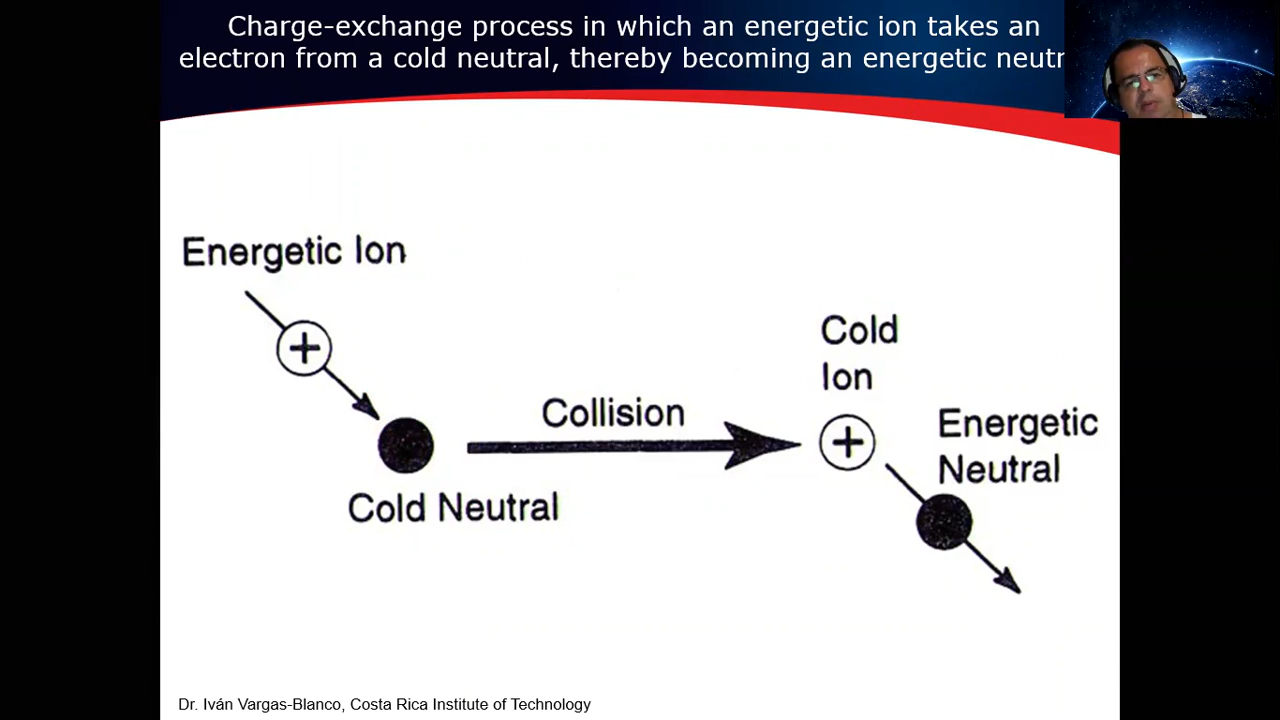 Charge-exchange process in which an energetic ion takes an
electron from a cold neutral, thereby becoming an energetic neutr
Energetic Ion
Cold
Ion
Collision
Energetic
Neutral
Cold Neutral
Dr. Iván Vargas-Blanco, Costa Rica Institute of Technology